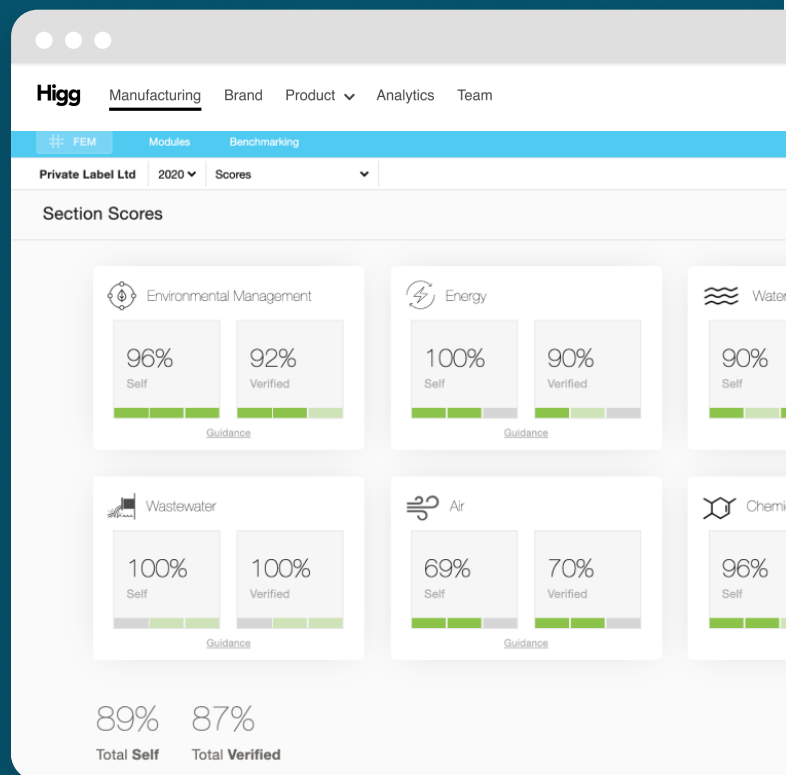 Higg Manufacturing Brand Product Analytics Team
FEM Modules Benchmarking
Private Label Ltd 2020 Scores
Section Scores
Environmental Management Energy Water
96% 92% 100% 90% 90%
Self Verified Self Verified Self
Guidance Guidance
Wastewater Air Chemi
100% 100% 69% 70% 96%
Self Verified Self Verified Self
Guidance Guidance
89% 87%
Total Self Total Verified